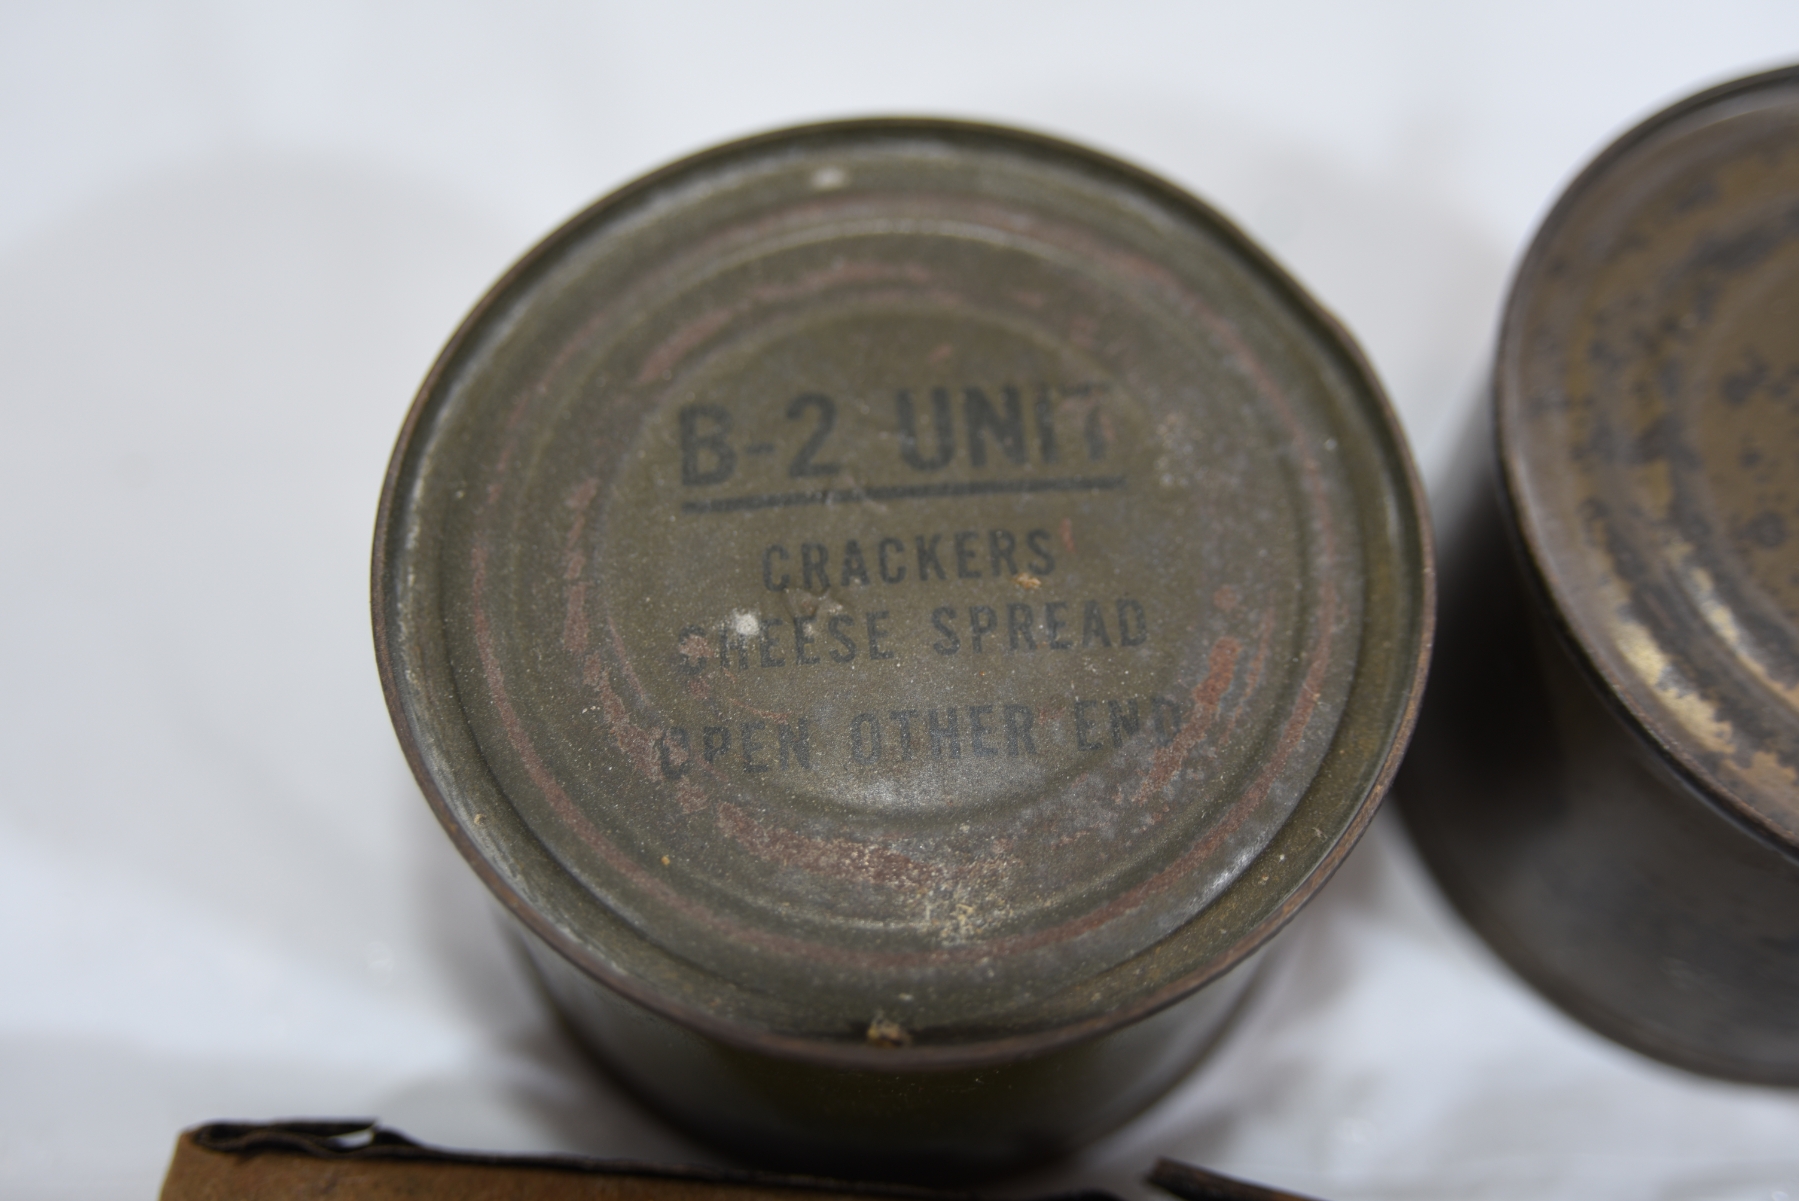 B-2 UNIT
CRACKERS
CHEESE SPREAD
OPEN OTHER END